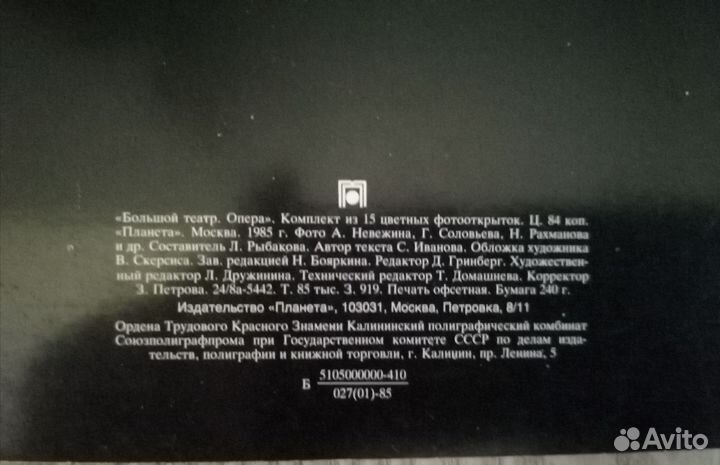 «Большой театр. Опера». Комплект из 15 цветных фотооткрыток. Ц. 84 коп.
«Планета». Москва. 1985 г. Фото А. Невежина, Г. Соловьева, Н. Рахманова
и др. Составитель Л. Рыбакова. Автор текста С. Иванова. Обложка художника
В. Скерсиса. Зав. редакцией Н. Бояркина. Редактор Д. Гринберг. Художествен-
ный редактор Л. Дружинина. Технический редактор Т. Домашнева. Корректор
З. Петрова. 24/8а-5442. Т. 85 тыс. З. 919. Печать офсетная. Бумага 240 г.
Издательство «Планета», 103031, Москва, Петровка, 8/11
Ордена Трудового Красного Знамени Калининский полиграфический комбинат
Союзполиграфпрома при Государственном комитете СССР по делам изда-
тельств, полиграфии и книжной торговли, г. Калинин, пр. Ленина, 5
Б 5105000000-410
027(01)-85
Avito